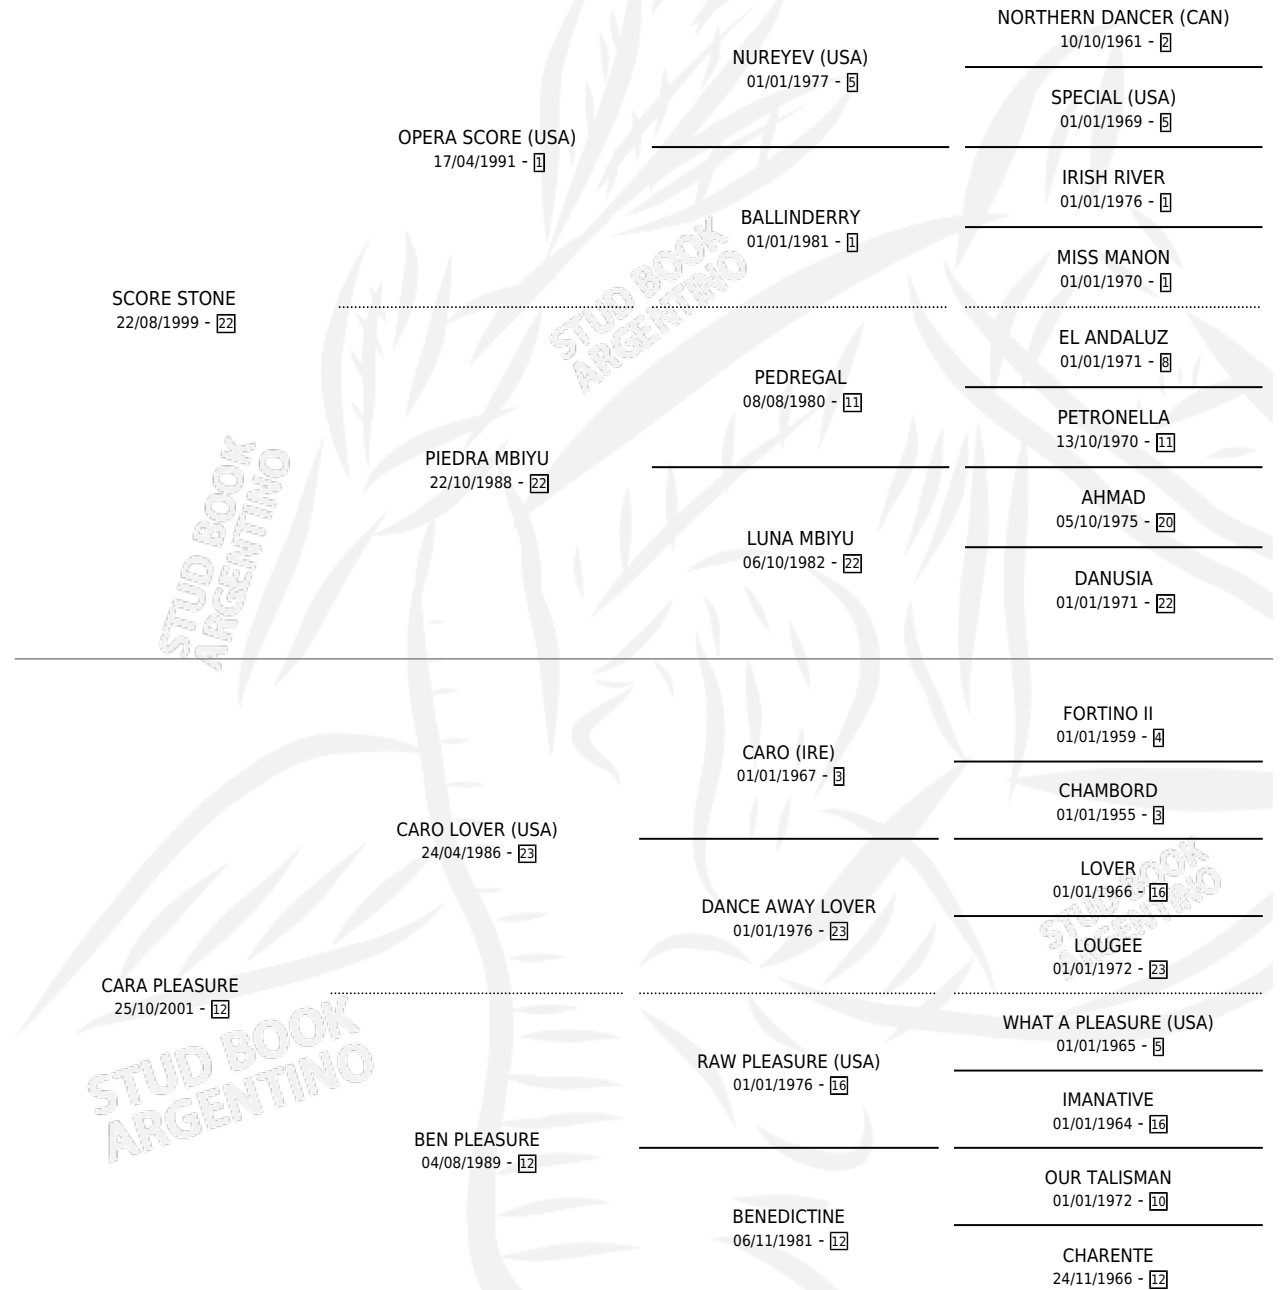 NORTHERN DANCER (CAN)
10/10/1961 - 2
NUREYEV (USA)
01/01/1977 - 5
SPECIAL (USA)
01/01/1969 - 5
OPERA SCORE (USA)
17/04/1991 - 1
IRISH RIVER
01/01/1976 - 1
BALLINDERRY
01/01/1981 - 1
MISS MANON
01/01/1970 - 1
SCORE STONE
22/08/1999 - 22
EL ANDALUZ
01/01/1971 - 8
PEDREGAL
08/08/1980 - 11
PETRONELLA
13/10/1970 - 11
PIEDRA MBIYU
22/10/1988 - 22
AHMAD
05/10/1975 - 20
LUNA MBIYU
06/10/1982 - 22
DANUSIA
01/01/1971 - 22
STUD BOOK
ARGENTINO
STUD BOOK
ARGENTINO
FORTINO II
01/01/1959 - 4
CARO (IRE)
01/01/1967 - 3
CHAMBORD
01/01/1955 - 3
CARO LOVER (USA)
24/04/1986 - 23
LOVER
01/01/1966 - 16
DANCE AWAY LOVER
01/01/1976 - 23
LOUGEE
01/01/1972 - 23
STUD BOOK
ARGENTINO
CARA PLEASURE
25/10/2001 - 12
WHAT A PLEASURE (USA)
01/01/1965 - 5
RAW PLEASURE (USA)
01/01/1976 - 16
IMANATIVE
01/01/1964 - 16
BEN PLEASURE
04/08/1989 - 12
OUR TALISMAN
01/01/1972 - 10
BENEDICTINE
06/11/1981 - 12
CHARENTE
24/11/1966 - 12
STUD BOOK
ARGENTINO